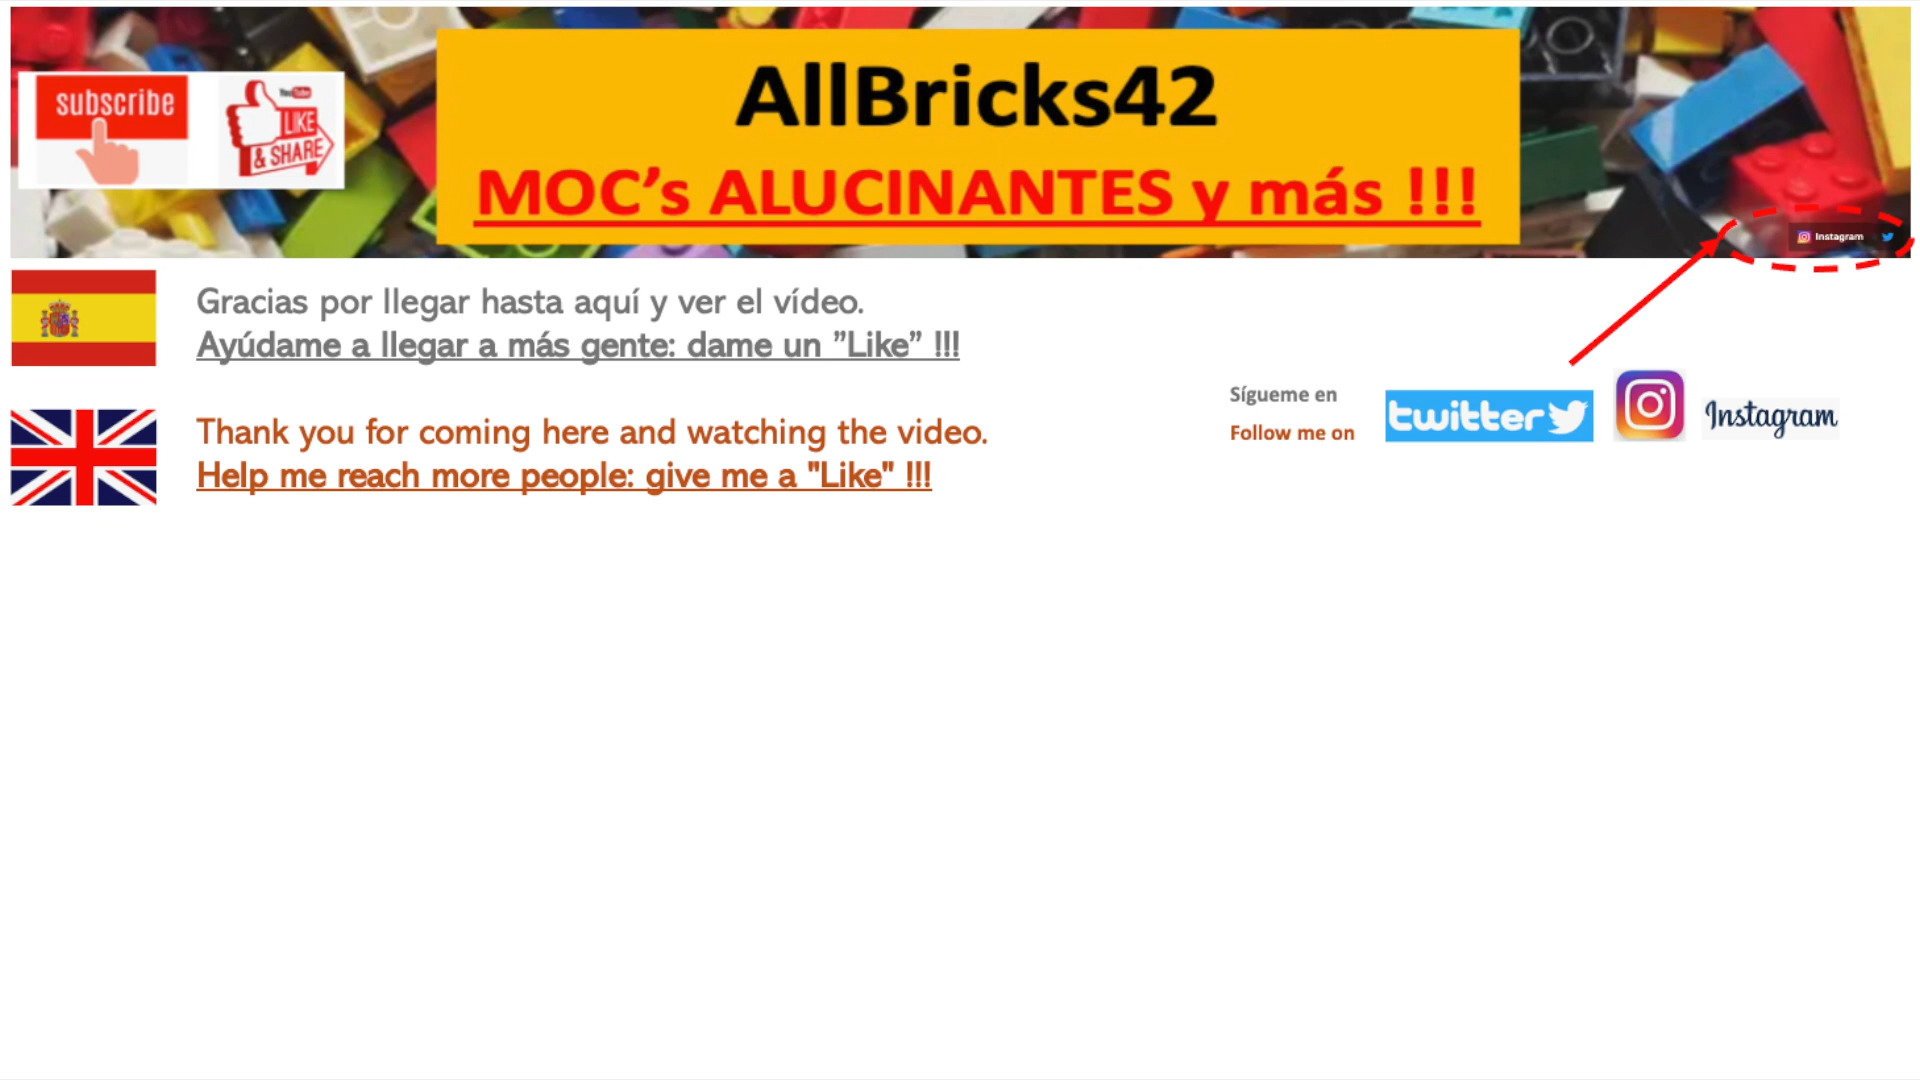 AllBricks42
MOC’s ALUCINANTES y más !!!
subscribe
YouTube
LIKE
& SHARE
Instagram
Gracias por llegar hasta aquí y ver el vídeo.
Ayúdame a llegar a más gente: dame un ”Like” !!!
Thank you for coming here and watching the video.
Help me reach more people: give me a "Like" !!!
Sígueme en
Follow me on
twitter
Instagram